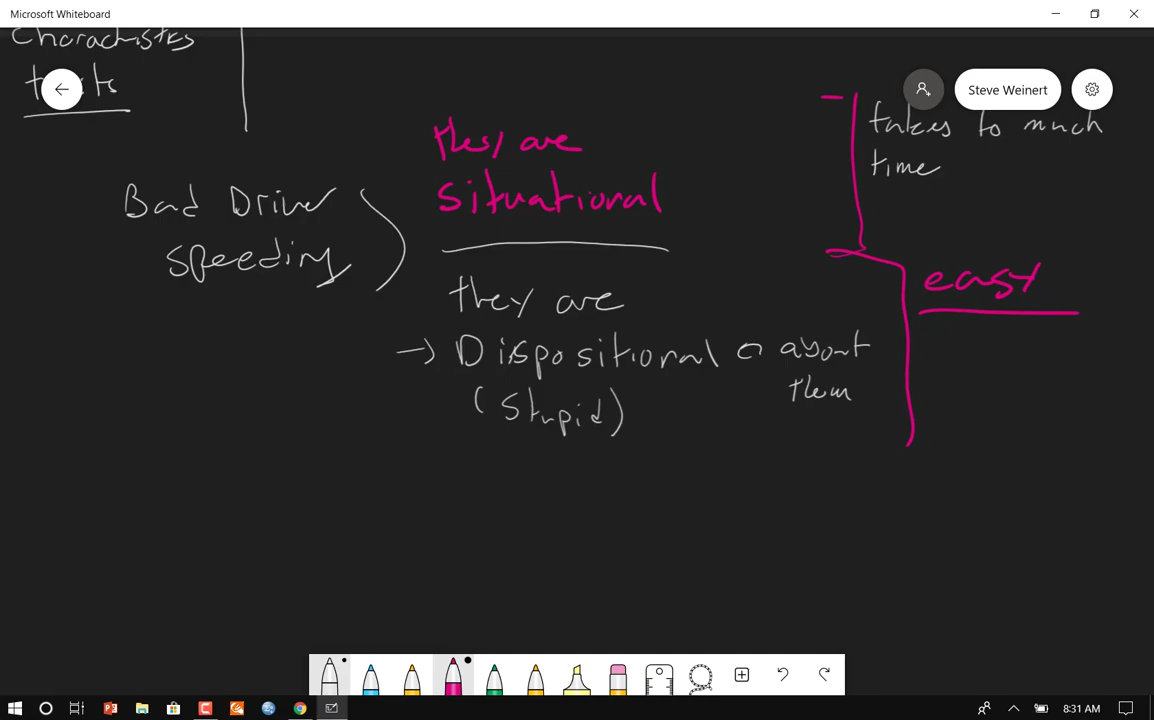 Microsoft Whiteboard
Charactistics
traits
Steve Weinert
they are
situational
takes to much
time
Bad Driver
speeding
easy
they are
→ Dispositional about
them
(Stupid)
8:31 AM